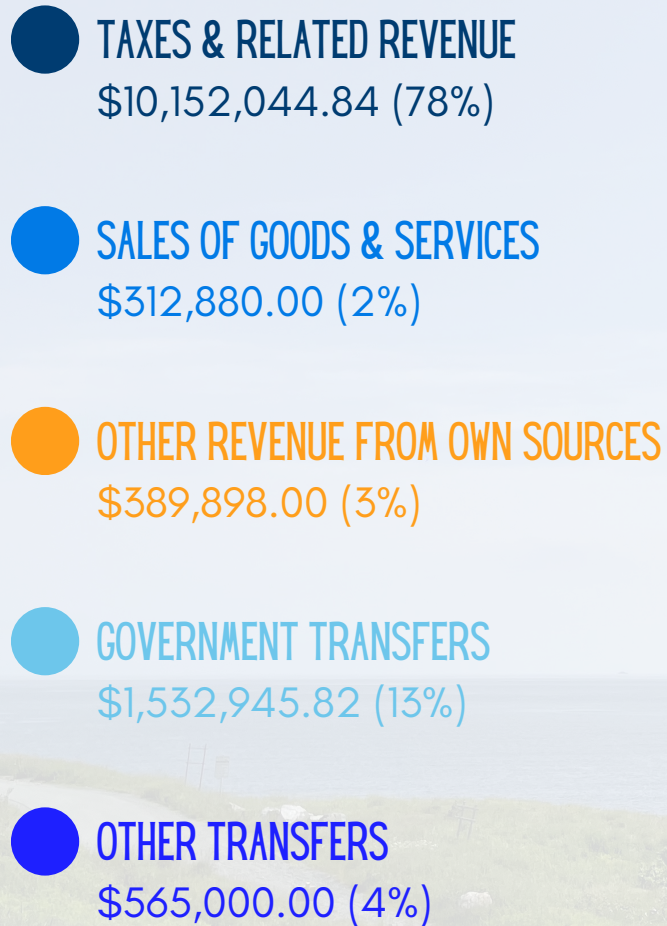 TAXES & RELATED REVENUE
$10,152,044.84 (78%)
SALES OF GOODS & SERVICES
$312,880.00 (2%)
OTHER REVENUE FROM OWN SOURCES
$389,898.00 (3%)
GOVERNMENT TRANSFERS
$1,532,945.82 (13%)
OTHER TRANSFERS
$565,000.00 (4%)